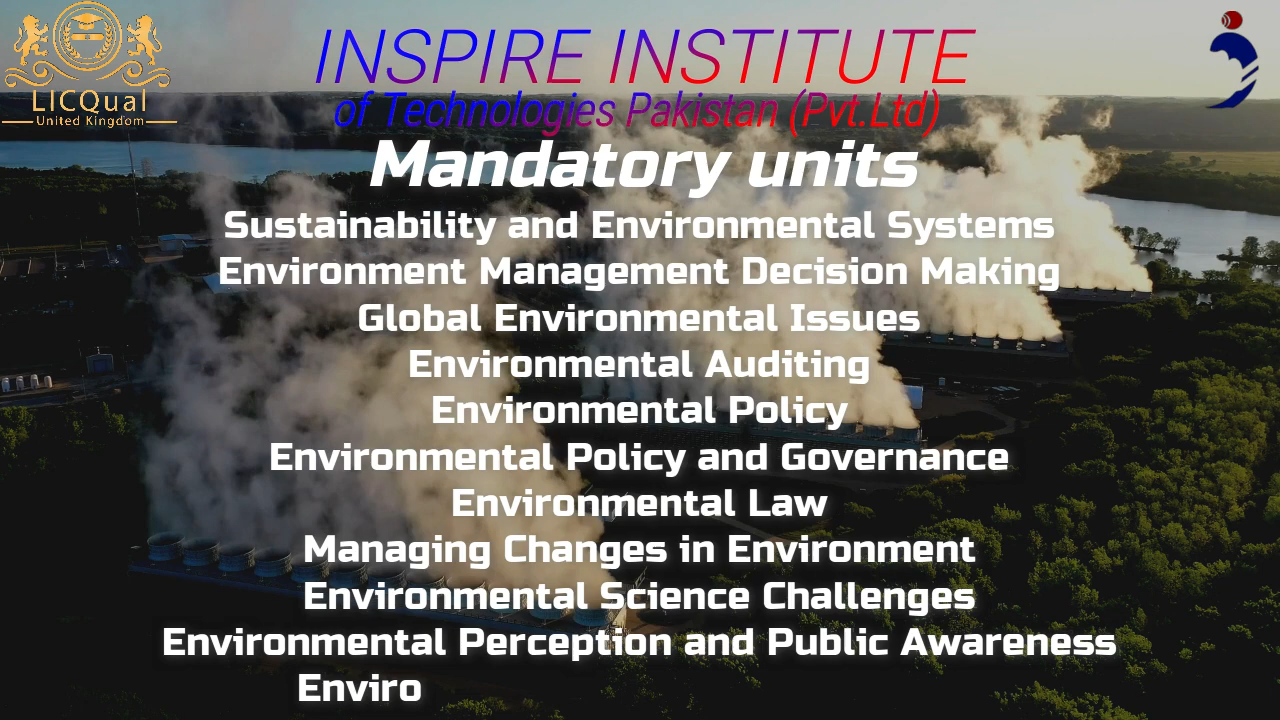 LICQual
United Kingdom
INSPIRE INSTITUTE
of Technologies Pakistan (Pvt.Ltd)
Mandatory units
Sustainability and Environmental Systems
Environment Management Decision Making
Global Environmental Issues
Environmental Auditing
Environmental Policy
Environmental Policy and Governance
Environmental Law
Managing Changes in Environment
Environmental Science Challenges
Environmental Perception and Public Awareness
Enviro